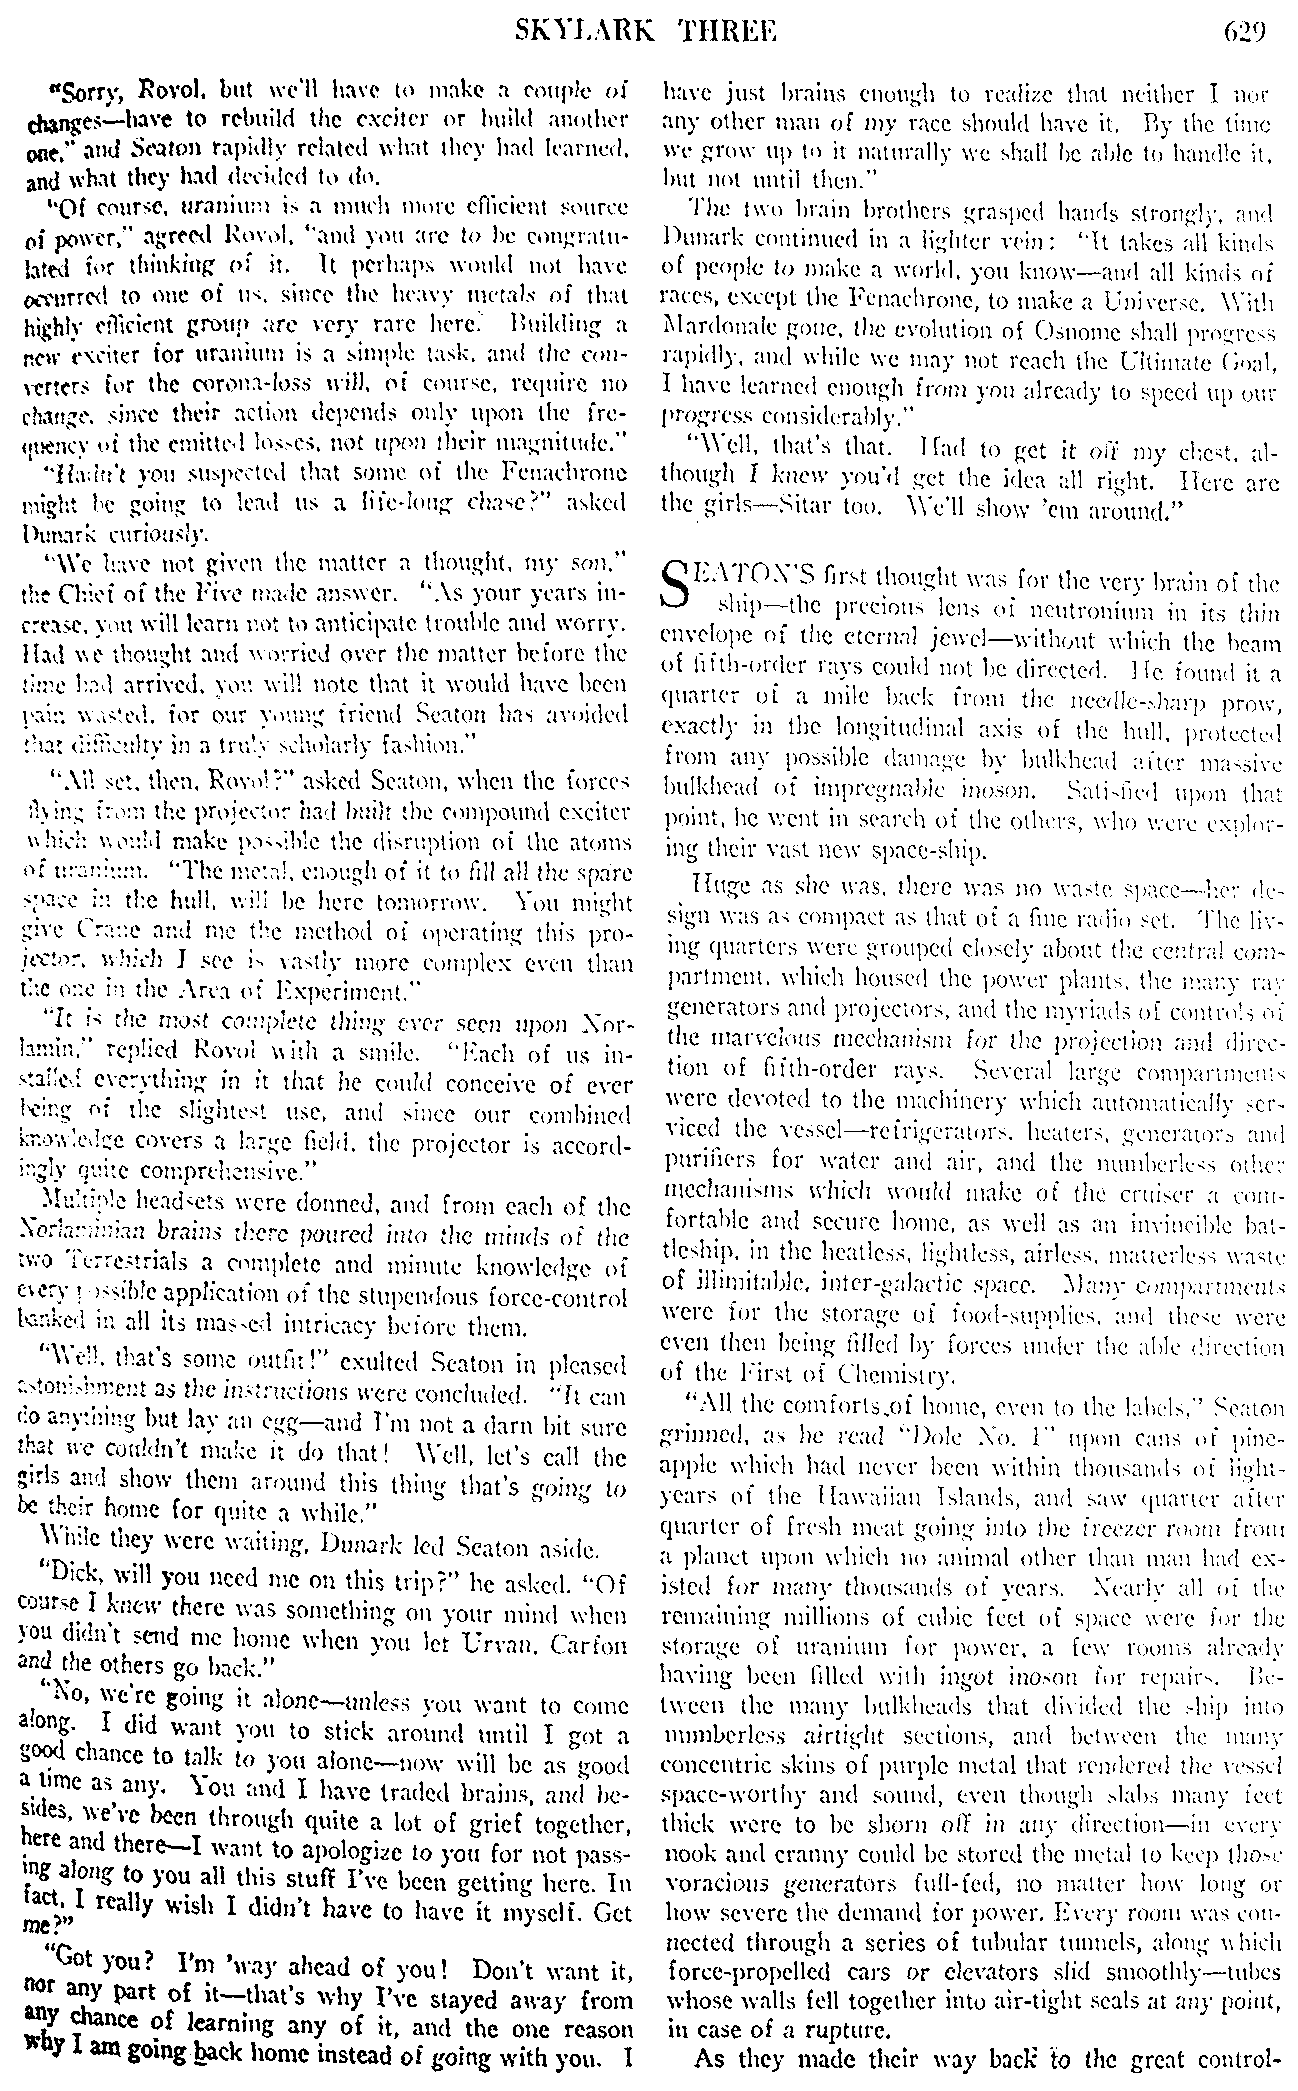 SKYLARK THREE 629
"Sorry, Rovol, but we'll have to make a couple of
changes—have to rebuild the exciter or build another
one," and Seaton rapidly related what they had learned,
and what they had decided to do.
"Of course, uranium is a much more efficient source
of power," agreed Rovol, "and you are to be congratu-
lated for thinking of it. It perhaps would not have
occurred to one of us, since the heavy metals of that
highly efficient group are very rare here. Building a
new exciter for uranium is a simple task, and the con-
verters for the corona-loss will, of course, require no
change, since their action depends only upon the fre-
quency of the emitted losses, not upon their magnitude."
"Hadn't you suspected that some of the Fenachrone
might be going to lead us a life-long chase?" asked
Dunark curiously.
"We have not given the matter a thought, my son,"
the Chief of the Five made answer. "As your years in-
crease, you will learn not to anticipate trouble and worry.
Had we thought and worried over the matter before the
time had arrived, you will note that it would have been
pain wasted, for our young friend Seaton has avoided
that difficulty in a truly scholarly fashion."
"All set, then, Rovol?" asked Seaton, when the forces
flying from the projector had built the compound exciter
which would make possible the disruption of the atoms
of uranium. "The metal, enough of it to fill all the spare
space in the hull, will be here tomorrow. You might
give Crane and me the method of operating this pro-
jector, which I see is vastly more complex even than
the one in the Area of Experiment."
"It is the most complete thing ever seen upon Nor-
lamin," replied Rovol with a smile. "Each of us in-
stalled everything in it that he could conceive of ever
being of the slightest use, and since our combined
knowledge covers a large field, the projector is accord-
ingly quite comprehensive."
Multiple headsets were donned, and from each of the
Norlaminian brains there poured into the minds of the
two Terrestrials a complete and minute knowledge of
every possible application of the stupendous force-control
banked in all its massed intricacy before them.
"Well, that's some outfit!" exulted Seaton in pleased
astonishment as the instructions were concluded. "It can
do anything but lay an egg—and I'm not a darn bit sure
that we couldn't make it do that! Well, let's call the
girls and show them around this thing that's going to
be their home for quite a while."
While they were waiting, Dunark led Seaton aside.
"Dick, will you need me on this trip?" he asked. "Of
course I knew there was something on your mind when
you didn't send me home when you let Urvan, Carfon
and the others go back."
"No, we're going it alone—unless you want to come
along. I did want you to stick around until I got a
good chance to talk to you alone—now will be as good
a time as any. You and I have traded brains, and be-
sides, we've been through quite a lot of grief together,
here and there—I want to apologize to you for not pass-
ing along to you all this stuff I've been getting here. In
fact, I really wish I didn't have to have it myself. Get
me?"
"Got you? I'm 'way ahead of you! Don't want it,
nor any part of it—that's why I've stayed away from
any chance of learning any of it, and the one reason
why I am going back home instead of going with you. I
have just brains enough to realize that neither I nor
any other man of my race should have it. By the time
we grow up to it naturally we shall be able to handle it,
but not until then."
The two brain brothers grasped hands strongly, and
Dunark continued in a lighter vein: "It takes all kinds
of people to make a world, you know—and all kinds of
races, except the Fenachrone, to make a Universe. With
Mardonale gone, the evolution of Osnome shall progress
rapidly, and while we may not reach the Ultimate Goal,
I have learned enough from you already to speed up our
progress considerably."
"Well, that's that. Had to get it off my chest, al-
though I knew you'd get the idea all right. Here are
the girls—Sitar too. We'll show 'em around."
SEATON'S first thought was for the very brain of the
ship—the precious lens of neutronium in its thin
envelope of the eternal jewel—without which the beam
of fifth-order rays could not be directed. He found it a
quarter of a mile back from the needle-sharp prow,
exactly in the longitudinal axis of the hull, protected
from any possible damage by bulkhead after massive
bulkhead of impregnable inoson. Satisfied upon that
point, he went in search of the others, who were explor-
ing their vast new space-ship.
Huge as she was, there was no waste space—her de-
sign was as compact as that of a fine radio set. The liv-
ing quarters were grouped closely about the central com-
partment, which housed the power plants, the many ray
generators and projectors, and the myriads of controls of
the marvelous mechanism for the projection and direc-
tion of fifth-order rays. Several large compartments
were devoted to the machinery which automatically ser-
viced the vessel—refrigerators, heaters, generators and
purifiers for water and air, and the numberless other
mechanisms which would make of the cruiser a com-
fortable and secure home, as well as an invincible bat-
tleship, in the heatless, lightless, airless, matterless waste
of illimitable, inter-galactic space. Many compartments
were for the storage of food-supplies, and these were
even then being filled by forces under the able direction
of the First of Chemistry.
"All the comforts of home, even to the labels," Seaton
grinned, as he read "Dole No. 1" upon cans of pine-
apple which had never been within thousands of light-
years of the Hawaiian Islands, and saw quarter after
quarter of fresh meat going into the freezer room from
a planet upon which no animal other than man had ex-
isted for many thousands of years. Nearly all of the
remaining millions of cubic feet of space were for the
storage of uranium for power, a few rooms already
having been filled with ingot inoson for repairs. Be-
tween the many bulkheads that divided the ship into
numberless airtight sections, and between the many
concentric skins of purple metal that rendered the vessel
space-worthy and sound, even though slabs many feet
thick were to be shorn off in any direction—in every
nook and cranny could be stored the metal to keep those
voracious generators full-fed, no matter how long or
how severe the demand for power. Every room was con-
nected through a series of tubular tunnels, along which
force-propelled cars or elevators slid smoothly—tubes
whose walls fell together into air-tight seals at any point,
in case of a rupture.
As they made their way back to the great control-